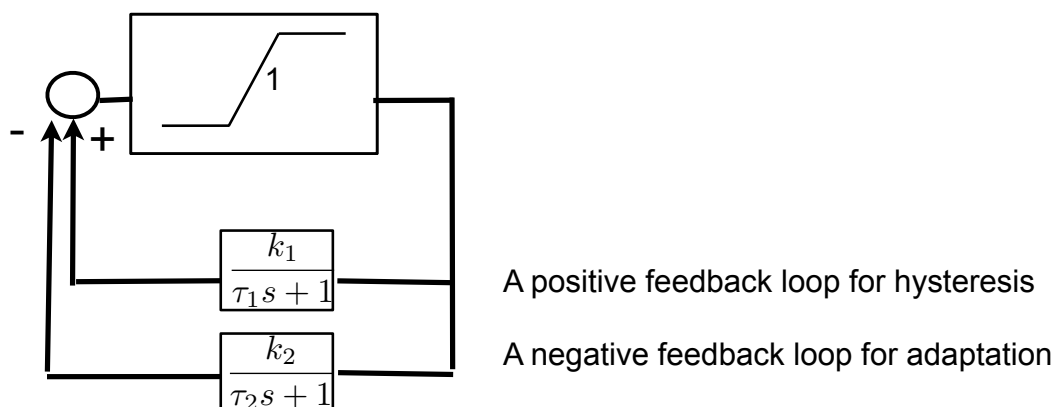 1
-
+
k₁
τ₁s + 1
A positive feedback loop for hysteresis
k₂
τ₂s + 1
A negative feedback loop for adaptation